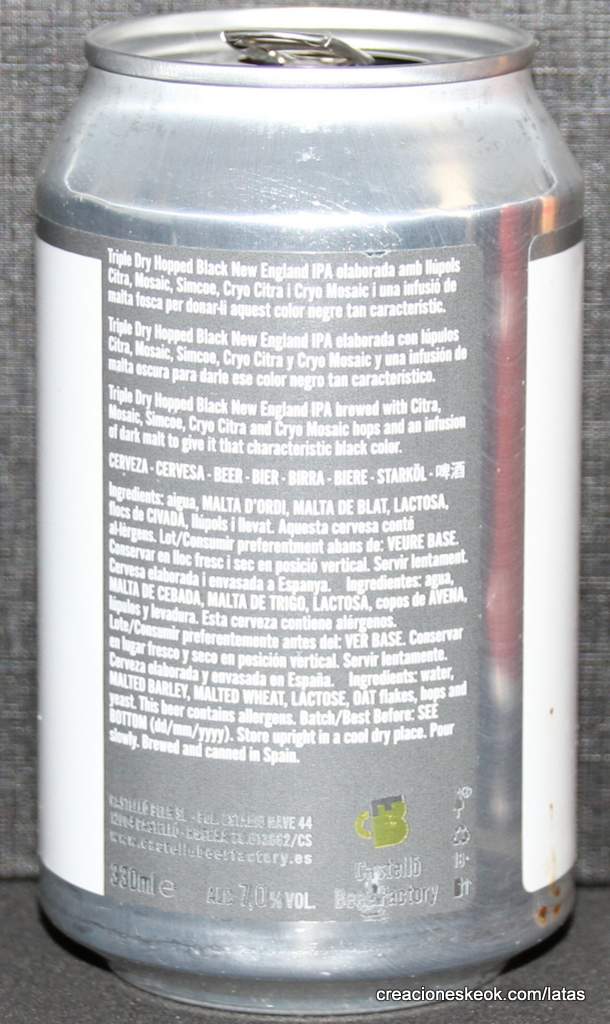 Triple Dry Hopped Black New England IPA elaborada amb llúpols
Citra, Mosaic, Simcoe, Cryo Citra i Cryo Mosaic i una infusió de
malta fosca per donar-li aquest color negre tan característic.
Triple Dry Hopped Black New England IPA elaborada con lúpulos
Citra, Mosaic, Simcoe, Cryo Citra y Cryo Mosaic y una infusión de
malta oscura para darle ese color negro tan característico.
Triple Dry Hopped Black New England IPA brewed with Citra,
Mosaic, Simcoe, Cryo Citra and Cryo Mosaic hops and an infusion
of dark malt to give it that characteristic black color.
CERVEZA - CERVESA - BEER - BIER - BIRRA - BIERE - STARKÖL - 啤酒
Ingredients: aigua, MALTA D'ORDI, MALTA DE BLAT, LACTOSA,
flocs de CIVADA, llúpols i llevat. Aquesta cervesa conté
al·lèrgens. Lot/Consumir preferentment abans de: VEURE BASE.
Conservar en lloc fresc i sec en posició vertical. Servir lentament.
Cervesa elaborada i envasada a Espanya. Ingredientes: agua,
MALTA DE CEBADA, MALTA DE TRIGO, LACTOSA, copos de AVENA,
lúpulos y levadura. Esta cerveza contiene alérgenos.
Lote/Consumir preferentemente antes del: VER BASE. Conservar
en lugar fresco y seco en posición vertical. Servir lentamente.
Cerveza elaborada y envasada en España. Ingredients: water,
MALTED BARLEY, MALTED WHEAT, LACTOSE, OAT flakes, hops and
yeast. This beer contains allergens. Batch/Best Before: SEE
BOTTOM (dd/mm/yyyy). Store upright in a cool dry place. Pour
slowly. Brewed and canned in Spain.
NAVE 44
www.castellobeerfactory.es
330ml e ALC 7,0 % VOL.
CBF
Castelló
BeerFactory
creacioneskeok.com/latas